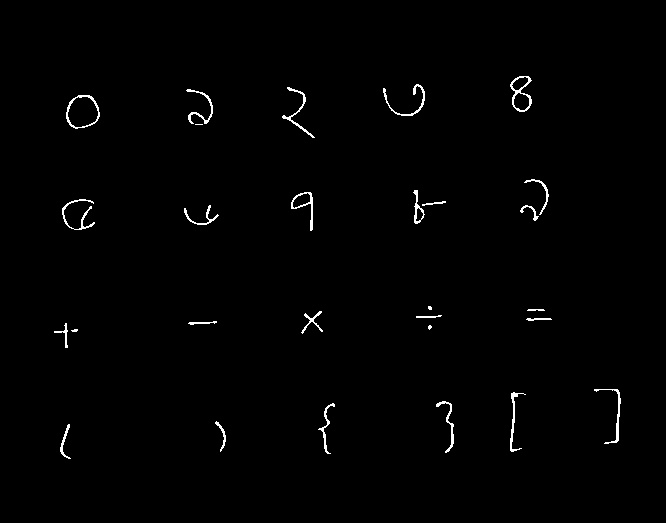 ০ ১ ২ ৩ ৪
৫ ৬ ৭ ৮ ৯
+ - × ÷ =
( ) { } [ ]